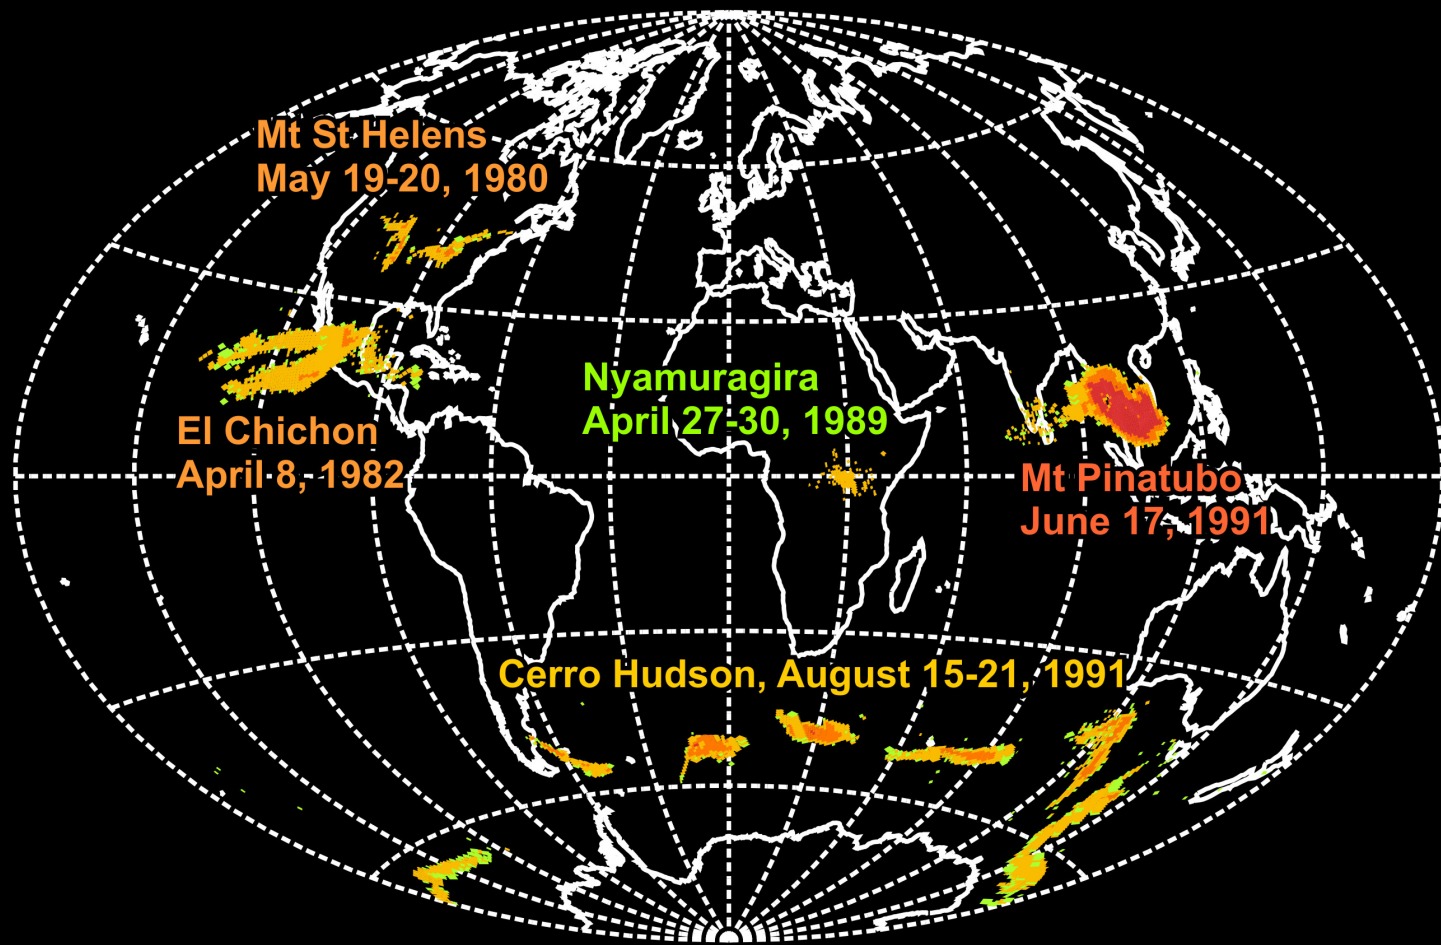 Mt St Helens
May 19-20, 1980
Nyamuragira
April 27-30, 1989
El Chichon
April 8, 1982
Mt Pinatubo
June 17, 1991
Cerro Hudson, August 15-21, 1991